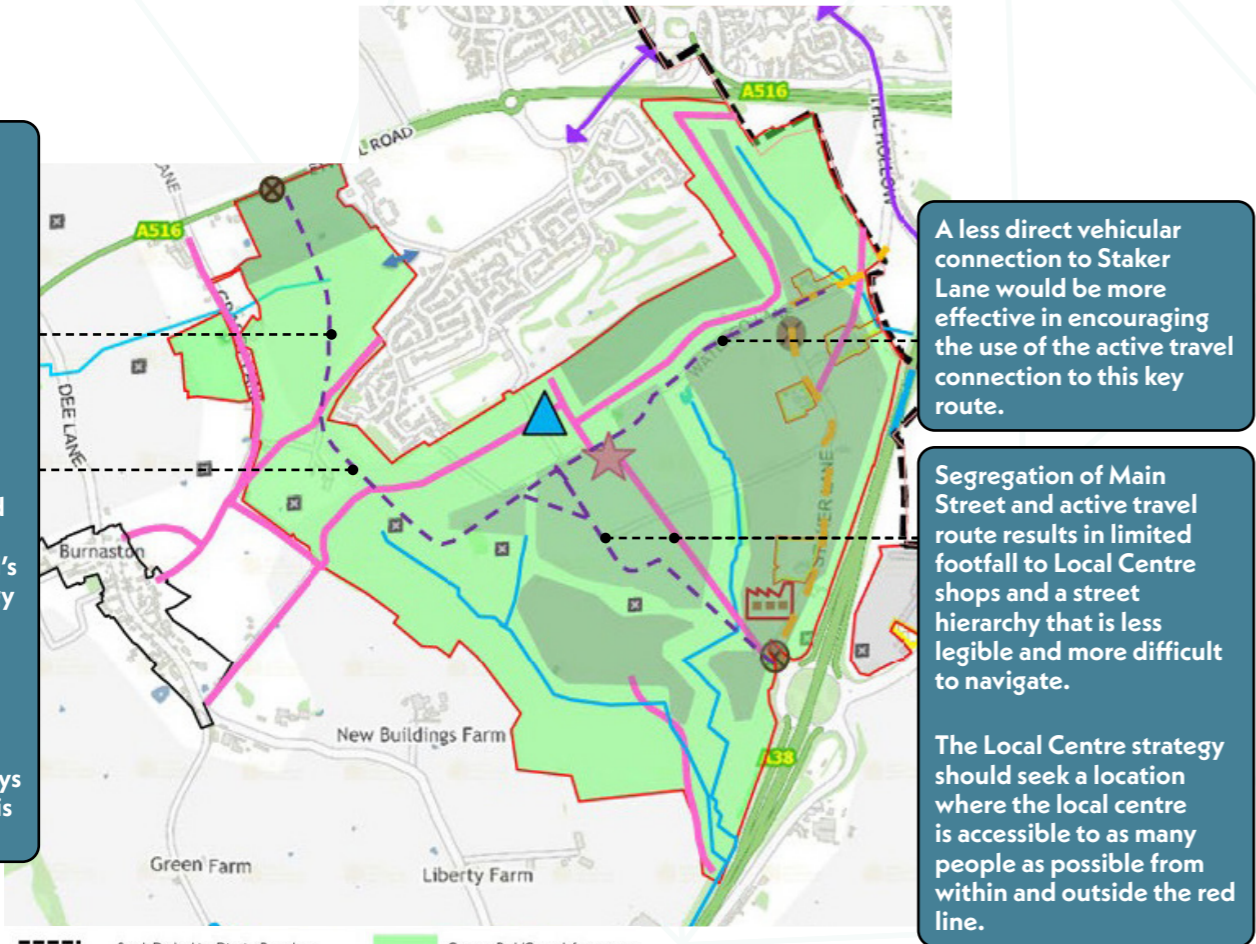 A516
L ROAD
THE HOLLOW
LANE
A516
DEE LANE
STAKER LANE
Burnaston
New Buildings Farm
A38
Green Farm
Liberty Farm
d
's
y
ys
is
A less direct vehicular
connection to Staker
Lane would be more
effective in encouraging
the use of the active travel
connection to this key
route.
Segregation of Main
Street and active travel
route results in limited
footfall to Local Centre
shops and a street
hierarchy that is less
legible and more difficult
to navigate.
The Local Centre strategy
should seek a location
where the local centre
is accessible to as many
people as possible from
within and outside the red
line.